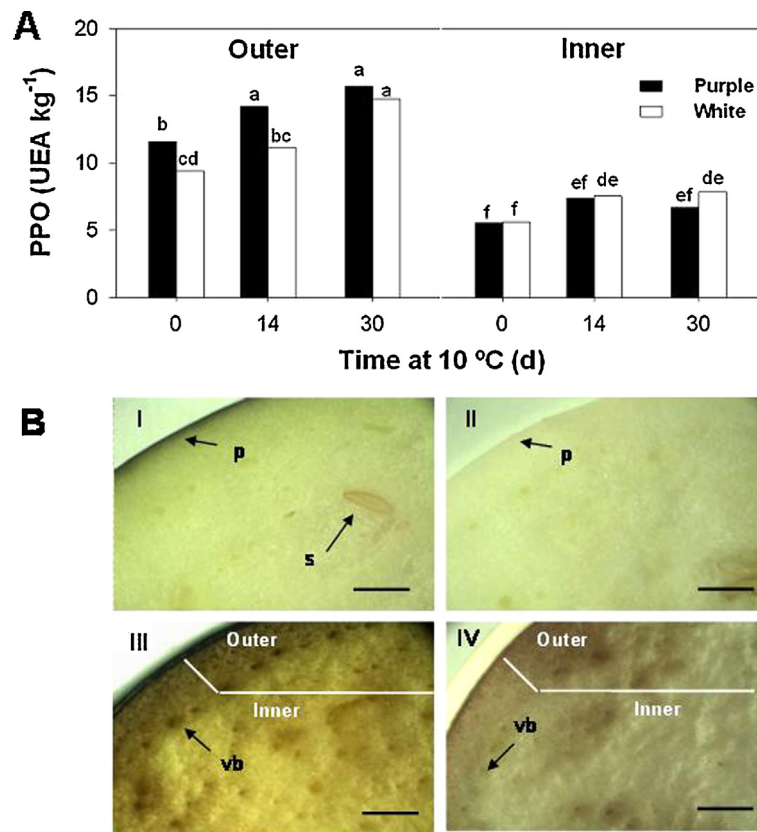 A
20
15
10
5
0
PPO (UEA kg-1)
Outer
Inner
Purple
White
b
cd
a
bc
a
a
f
f
ef
de
ef
de
0
14
30
0
14
30
Time at 10 ºC (d)
B
I
p
s
II
p
III
Outer
Inner
vb
IV
Outer
Inner
vb